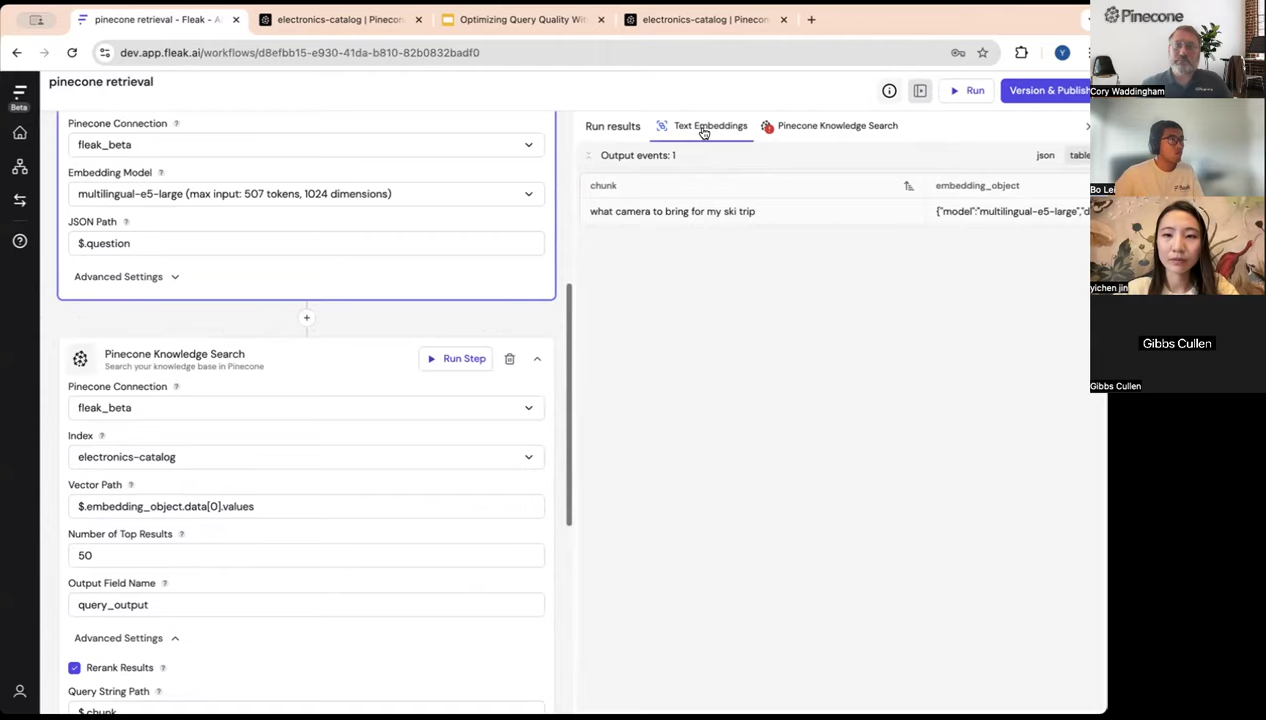 pinecone retrieval - Fleak - A
electronics-catalog | Pinecon
Optimizing Query Quality Wit
electronics-catalog | Pinecon
dev.app.fleak.ai/workflows/d8efbb15-e930-41da-b810-82b0832badf0
Y
Beta
pinecone retrieval
Run
Version & Publish
Pinecone Connection
fleak_beta
Embedding Model
multilingual-e5-large (max input: 507 tokens, 1024 dimensions)
JSON Path
$.question
Advanced Settings
Pinecone Knowledge Search
Search your knowledge base in Pinecone
Run Step
Pinecone Connection
fleak_beta
Index
electronics-catalog
Vector Path
$.embedding_object.data[0].values
Number of Top Results
50
Output Field Name
query_output
Advanced Settings
Rerank Results
Query String Path
$.chunk
Run results
Text Embeddings
Pinecone Knowledge Search
Output events: 1
json
table
chunk
embedding_object
what camera to bring for my ski trip
{"model":"multilingual-e5-large","d
Pinecone
Cory Waddingham
Bo Lei
yichen jin
Gibbs Cullen
Gibbs Cullen